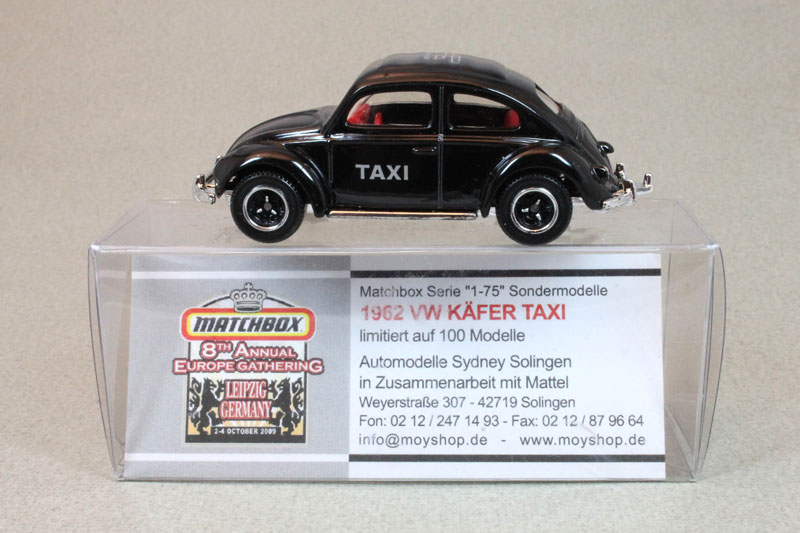 TAXI
MATCHBOX
8TH ANNUAL
EUROPE GATHERING
LEIPZIG
GERMANY
2-4 OCTOBER 2009
Matchbox Serie "1-75" Sondermodelle
1962 VW KÄFER TAXI
limitiert auf 100 Modelle
Automodelle Sydney Solingen
in Zusammenarbeit mit Mattel
Weyerstraße 307 - 42719 Solingen
Fon: 02 12 / 247 14 93 - Fax: 02 12 / 87 96 64
info@moyshop.de - www.moyshop.de